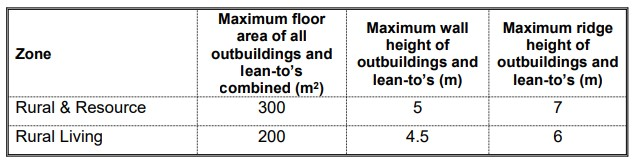 Zone
Maximum floor
area of all
outbuildings and
lean-to's
combined (m²)
Maximum wall
height of
outbuildings and
lean-to's (m)
Maximum ridge
height of
outbuildings and
lean-to's (m)
Rural & Resource 300 5 7
Rural Living 200 4.5 6